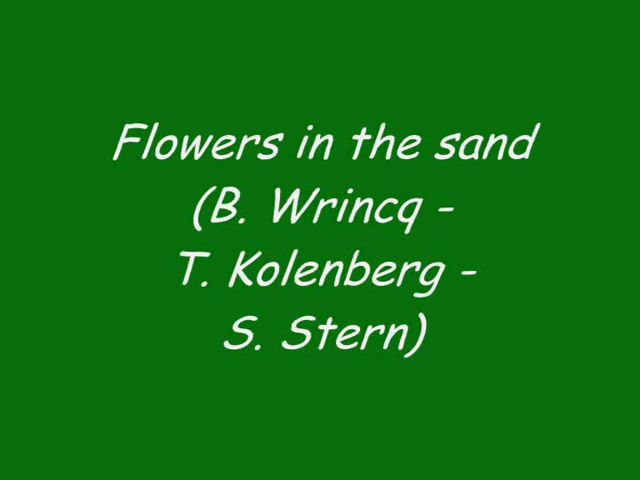 Flowers in the sand
(B. Wrincq -
T. Kolenberg -
S. Stern)